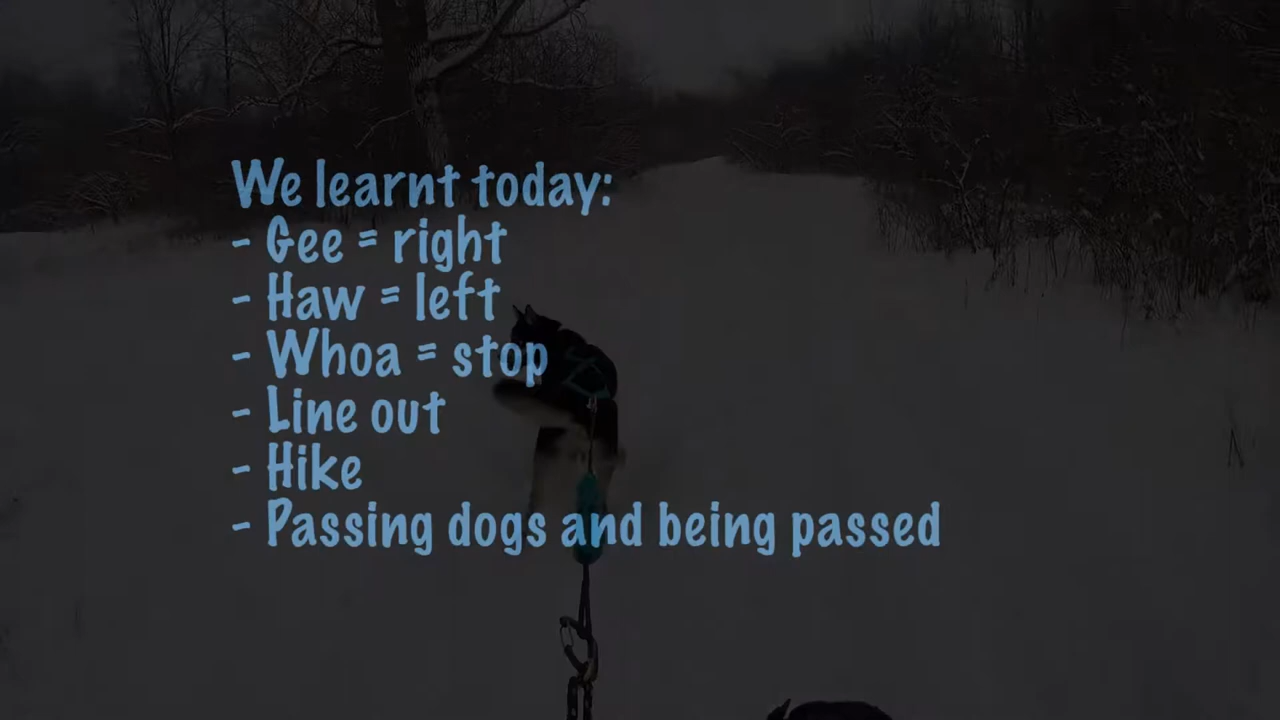 We learnt today:
- Gee = right
- Haw = left
- Whoa = stop
- Line out
- Hike
- Passing dogs and being passed